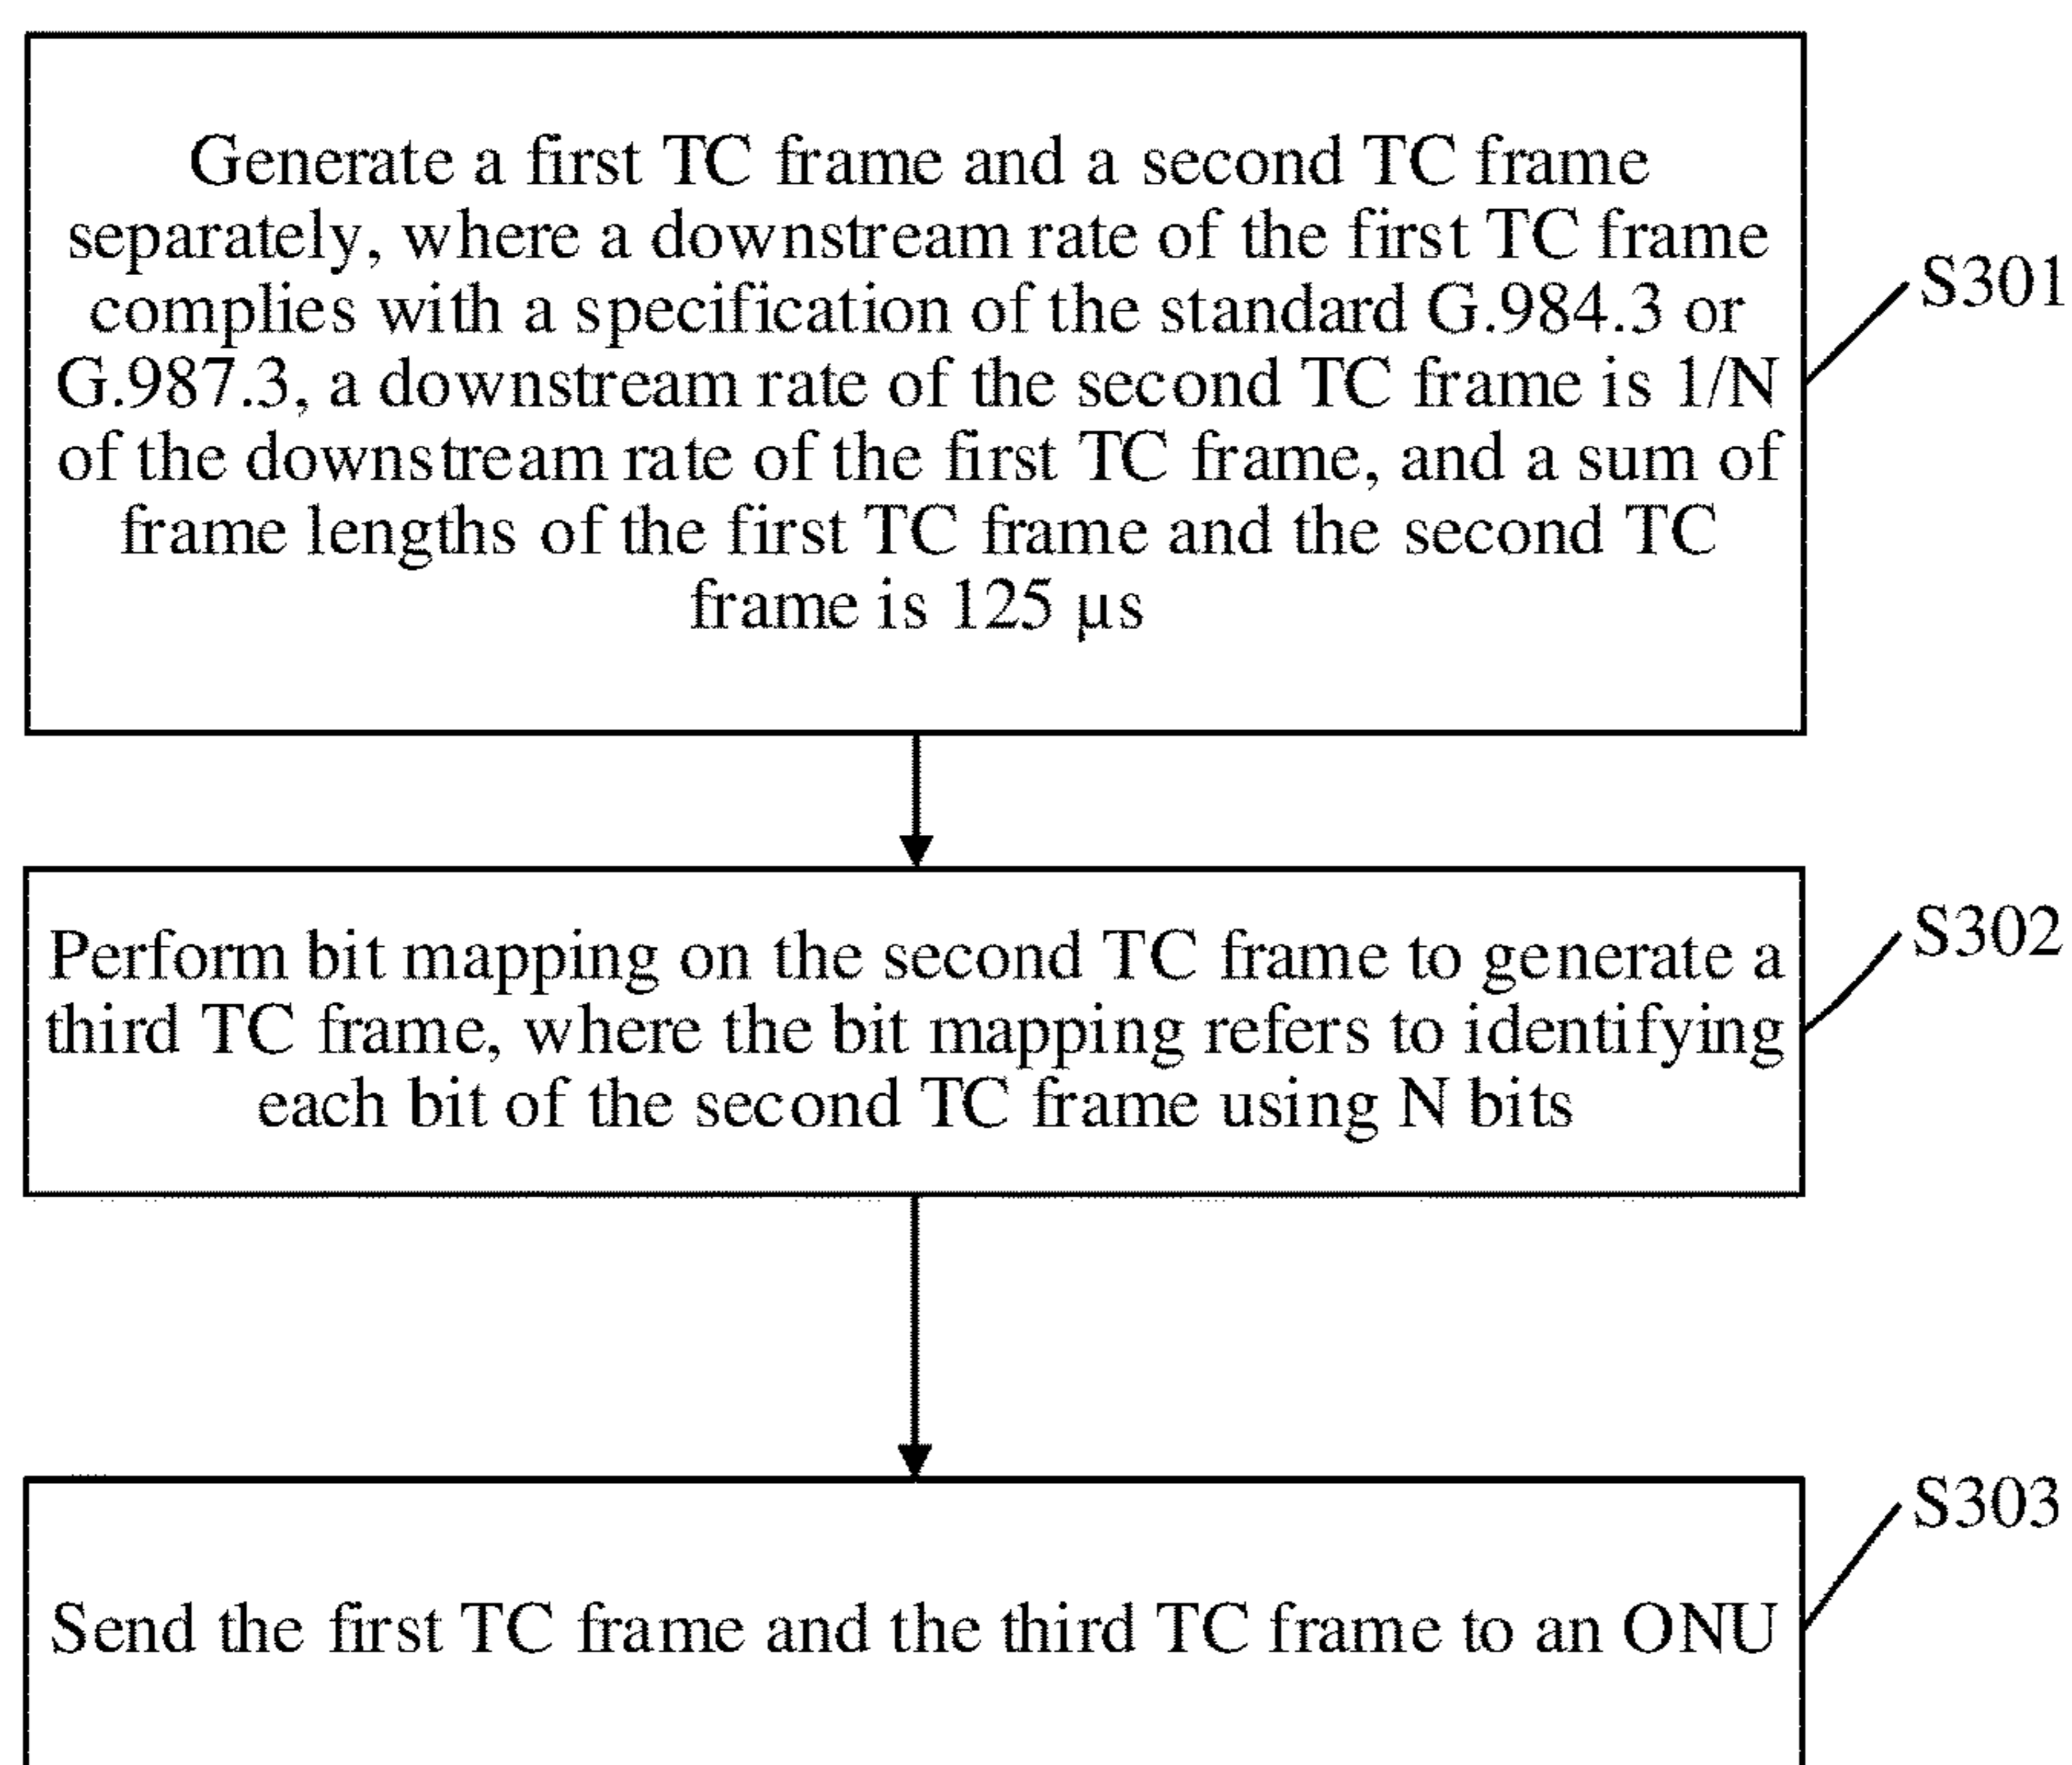 Generate a first TC frame and a second TC frame
separately, where a downstream rate of the first TC frame
complies with a specification of the standard G.984.3 or
G.987.3, a downstream rate of the second TC frame is 1/N
of the downstream rate of the first TC frame, and a sum of
frame lengths of the first TC frame and the second TC
frame is 125 μs
S301
Perform bit mapping on the second TC frame to generate a
third TC frame, where the bit mapping refers to identifying
each bit of the second TC frame using N bits
S302
Send the first TC frame and the third TC frame to an ONU
S303